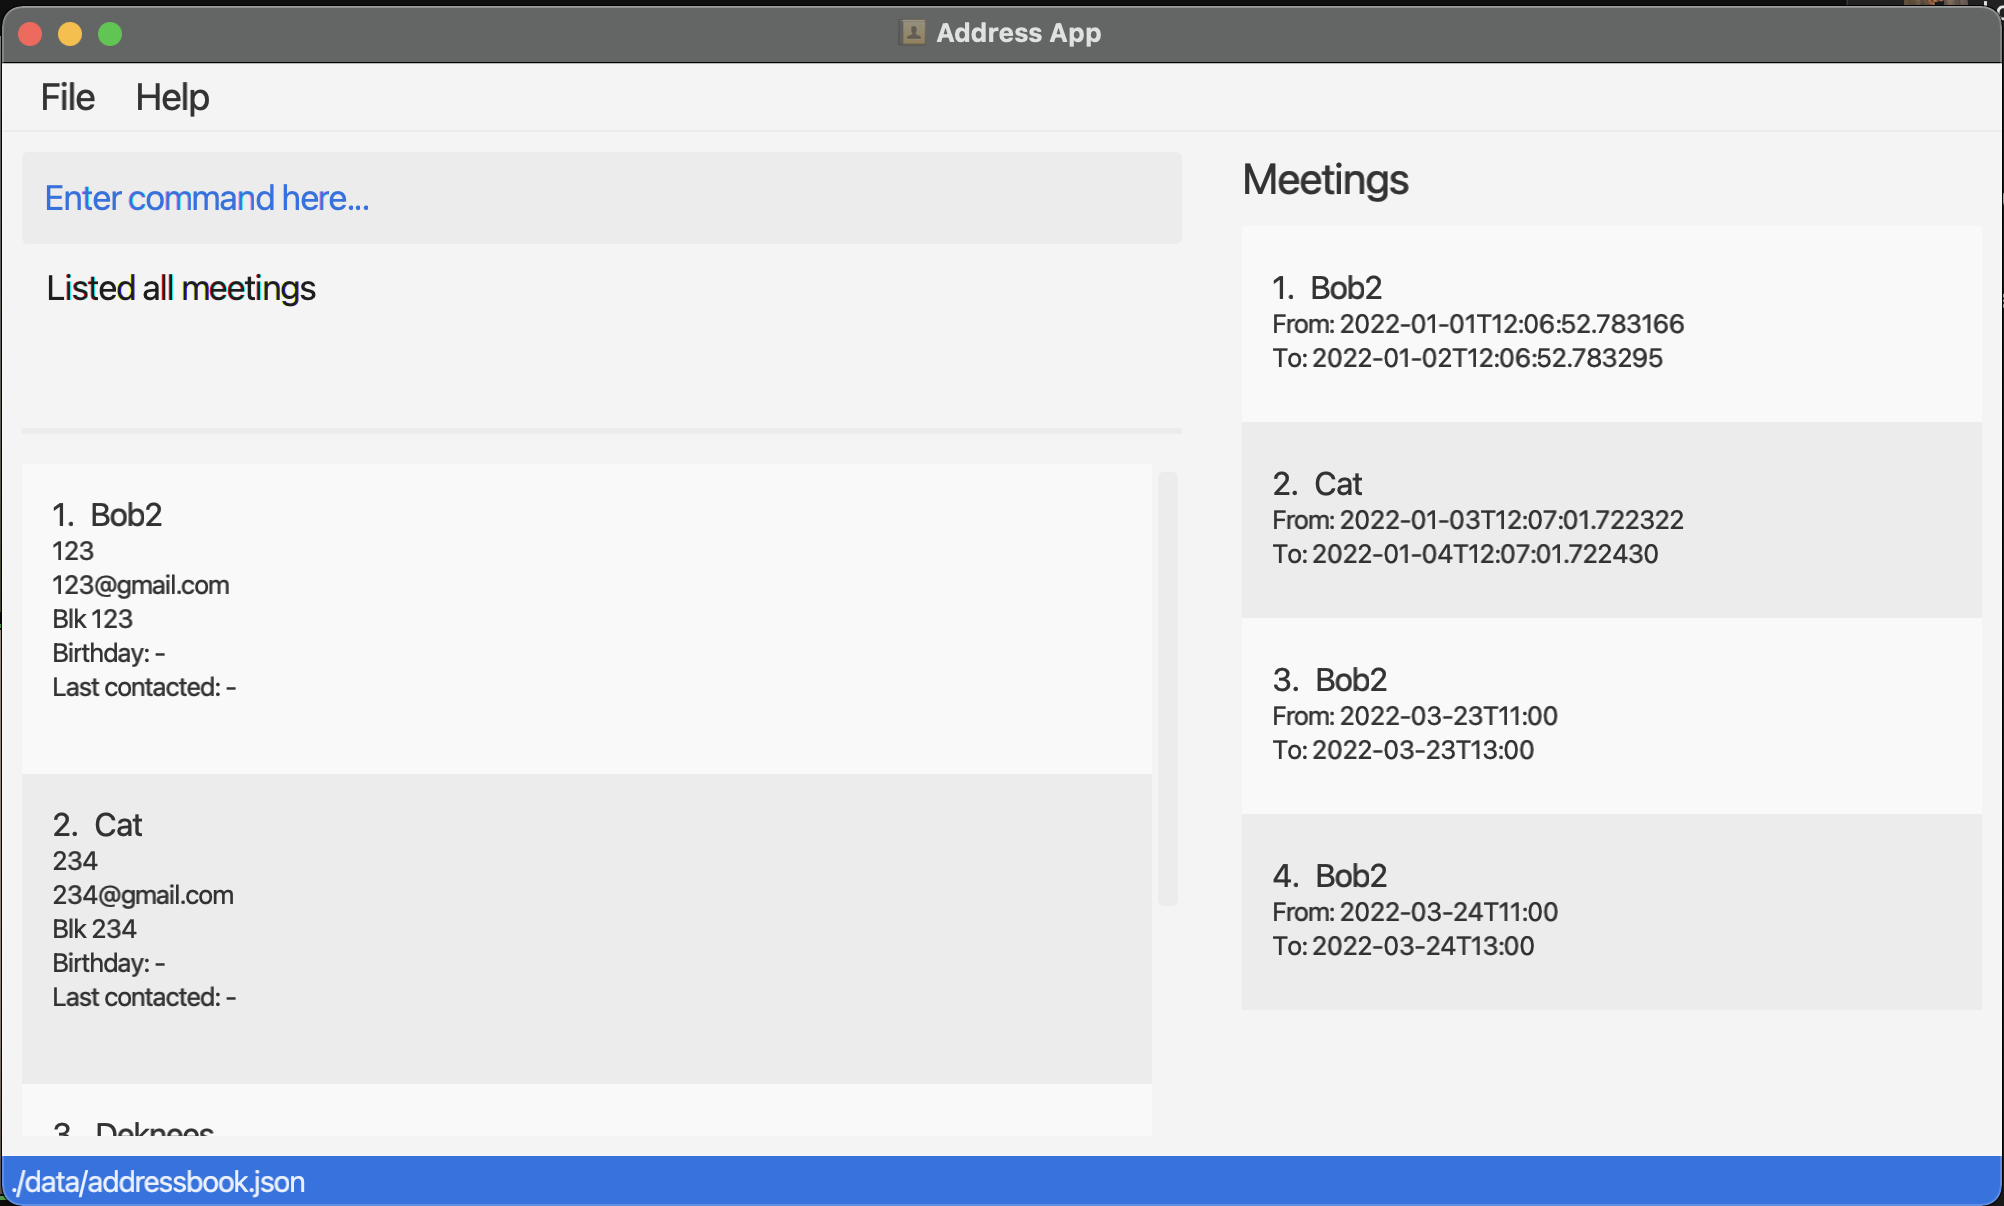 Address App
File Help
Enter command here...
Listed all meetings
1. Bob2
123
123@gmail.com
Blk 123
Birthday: -
Last contacted: -
2. Cat
234
234@gmail.com
Blk 234
Birthday: -
Last contacted: -
3. Deknees
Meetings
1. Bob2
From: 2022-01-01T12:06:52.783166
To: 2022-01-02T12:06:52.783295
2. Cat
From: 2022-01-03T12:07:01.722322
To: 2022-01-04T12:07:01.722430
3. Bob2
From: 2022-03-23T11:00
To: 2022-03-23T13:00
4. Bob2
From: 2022-03-24T11:00
To: 2022-03-24T13:00
./data/addressbook.json